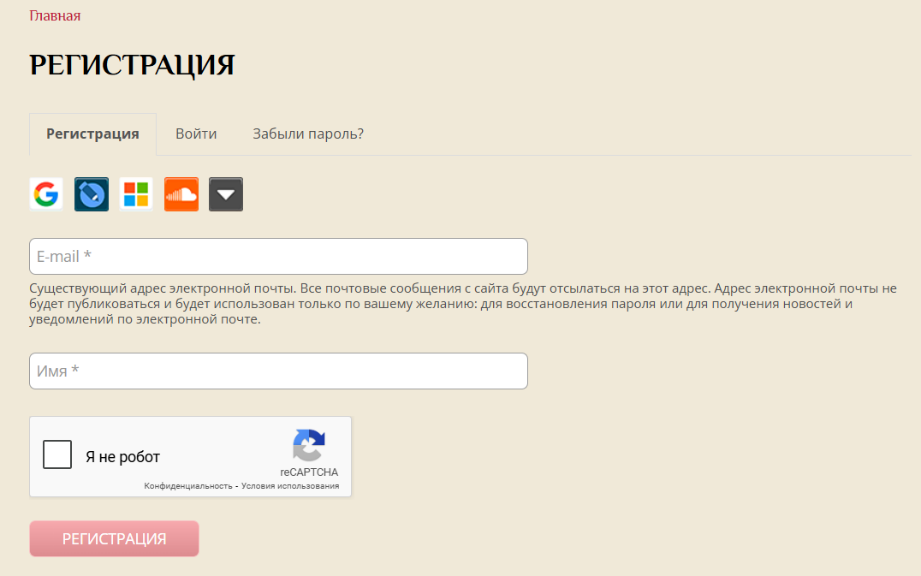 Главная
РЕГИСТРАЦИЯ
Регистрация Войти Забыли пароль?
E-mail *
Существующий адрес электронной почты. Все почтовые сообщения с сайта будут отсылаться на этот адрес. Адрес электронной почты не
будет публиковаться и будет использован только по вашему желанию: для восстановления пароля или для получения новостей и
уведомлений по электронной почте.
Имя *
Я не робот
reCAPTCHA
Конфиденциальность - Условия использования
РЕГИСТРАЦИЯ